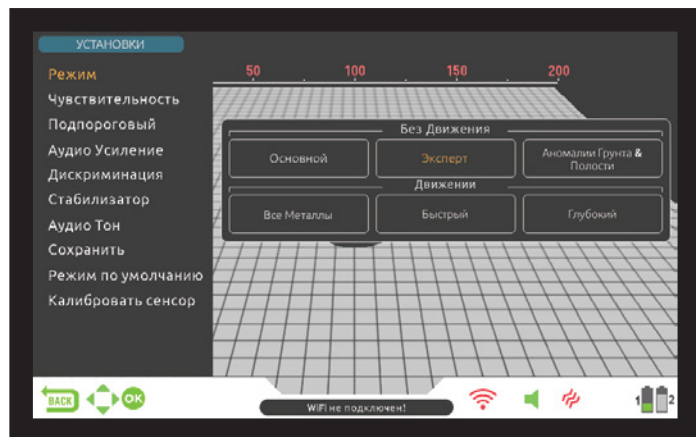 УСТАНОВКИ
Режим
Чувствительность
Подпороговый
Аудио Усиление
Дискриминация
Стабилизатор
Аудио Тон
Сохранить
Режим по умолчанию
Калибровать сенсор
50 100 150 200
Без Движения
Основной
Эксперт
Аномалии Грунта &
Полости
Движении
Все Металлы
Быстрый
Глубокий
BACK
OK
WiFi не подключен!
1 2